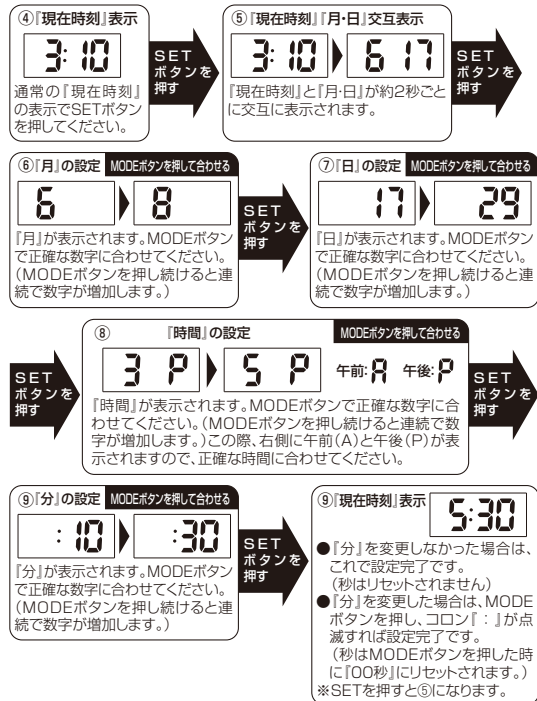 ④『現在時刻』表示
3:10
通常の『現在時刻』
の表示でSETボタン
を押してください。
SET
ボタンを
押す
⑤『現在時刻』『月・日』交互表示
3:10 6 17
『現在時刻』と『月・日』が約2秒ごと
に交互に表示されます。
SET
ボタンを
押す
⑥『月』の設定 MODEボタンを押して合わせる
6 8
『月』が表示されます。MODEボタン
で正確な数字に合わせてください。
(MODEボタンを押し続けると連
続で数字が増加します。)
SET
ボタンを
押す
⑦『日』の設定 MODEボタンを押して合わせる
17 29
『日』が表示されます。MODEボタン
で正確な数字に合わせてください。
(MODEボタンを押し続けると連
続で数字が増加します。)
SET
ボタンを
押す
⑧ 『時間』の設定 MODEボタンを押して合わせる
3 P 5 P 午前:A 午後:P
『時間』が表示されます。MODEボタンで正確な数字に合
わせてください。(MODEボタンを押し続けると連続で数
字が増加します。)この際、右側に午前(A)と午後(P)が表
示されますので、正確な時間に合わせてください。
SET
ボタンを
押す
⑨『分』の設定 MODEボタンを押して合わせる
:10 :30
『分』が表示されます。MODEボタン
で正確な数字に合わせてください。
(MODEボタンを押し続けると連
続で数字が増加します。)
SET
ボタンを
押す
⑨『現在時刻』表示 5:30
●『分』を変更しなかった場合は、
これで設定完了です。
(秒はリセットされません)
●『分』を変更した場合は、MODE
ボタンを押し、コロン『:』が点
滅すれば設定完了です。
(秒はMODEボタンを押した時
に『00秒』にリセットされます。)
※SETを押すと⑤になります。